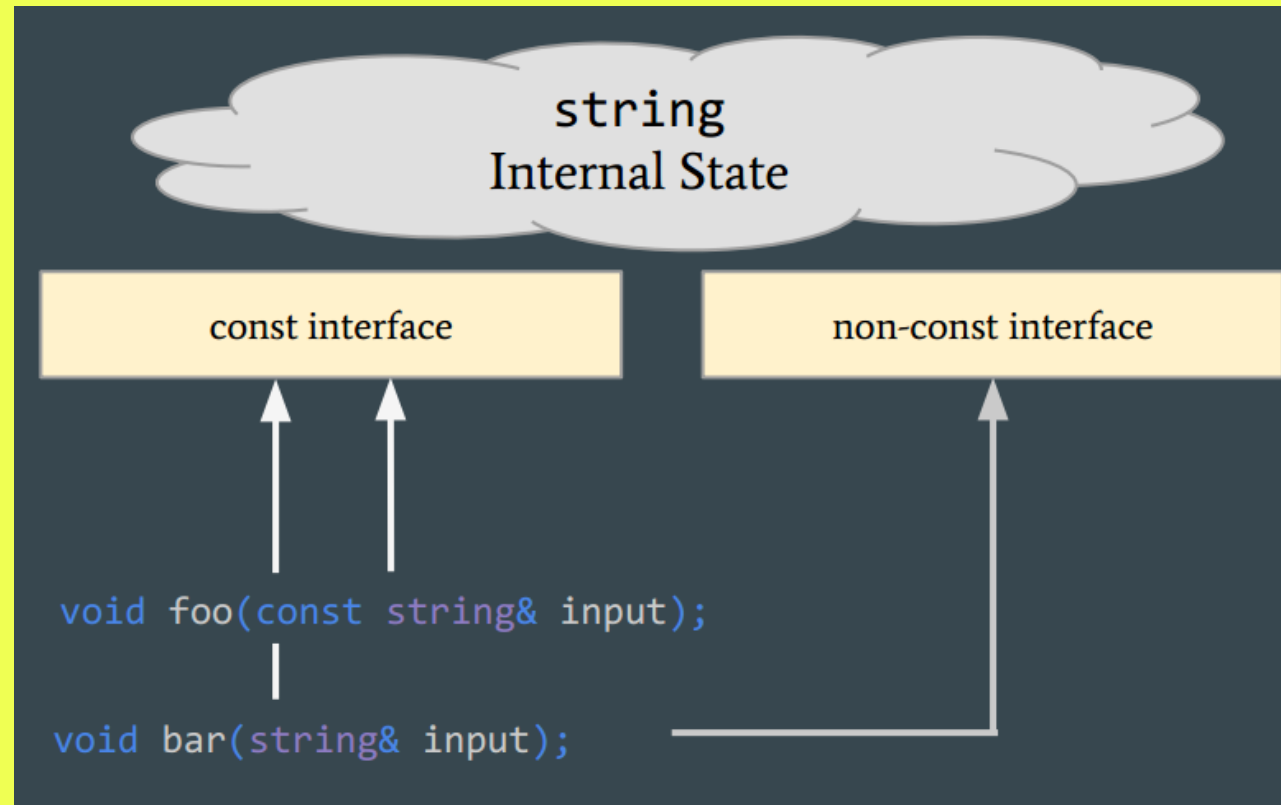 string
Internal State
const interface
non-const interface
void foo(const string& input);
void bar(string& input);